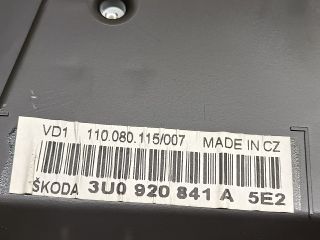 VD1 110.080.115/007 MADE IN CZ
ŠKODA 3U0 920 841 A 5E2